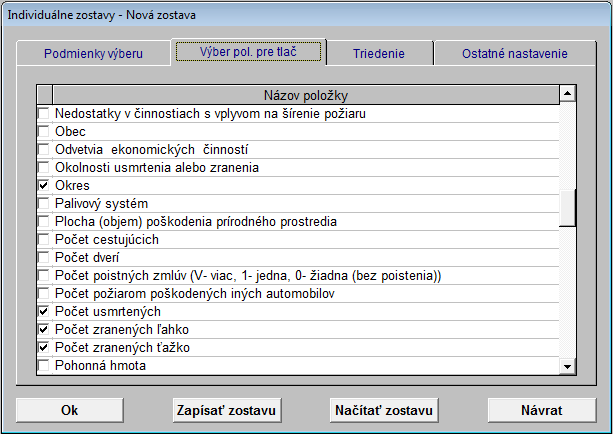 Individuálne zostavy - Nová zostava
Podmienky výberu
Výber pol. pre tlač
Triedenie
Ostatné nastavenie
Názov položky
Nedostatky v činnostiach s vplyvom na šírenie požiaru
Obec
Odvetvia ekonomických činností
Okolnosti usmrtenia alebo zranenia
Okres
Palivový systém
Plocha (objem) poškodenia prírodného prostredia
Počet cestujúcich
Počet dverí
Počet poistných zmlúv (V- viac, 1- jedna, 0- žiadna (bez poistenia))
Počet požiarom poškodených iných automobilov
Počet usmrtených
Počet zranených ľahko
Počet zranených ťažko
Pohonná hmota
Ok
Zapísať zostavu
Načítať zostavu
Návrat